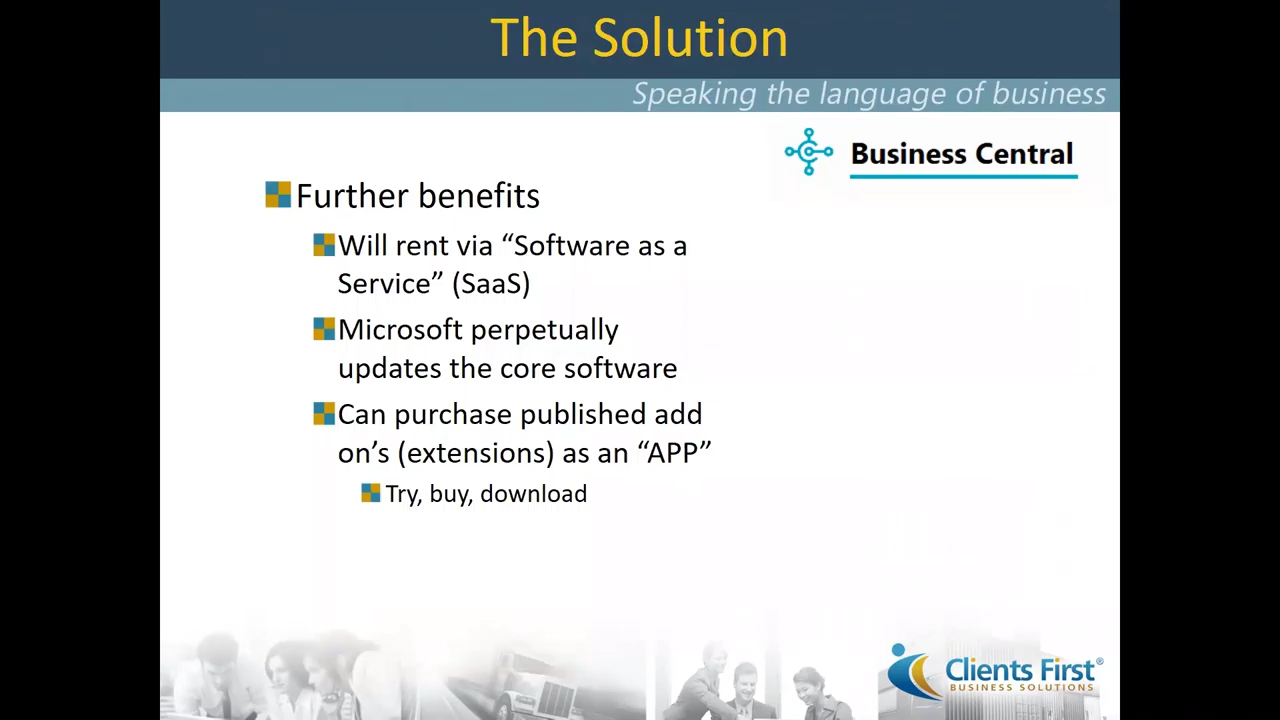 The Solution
Speaking the language of business
Business Central
Further benefits
Will rent via “Software as a
Service” (SaaS)
Microsoft perpetually
updates the core software
Can purchase published add
on’s (extensions) as an “APP”
Try, buy, download
Clients First®
BUSINESS SOLUTIONS